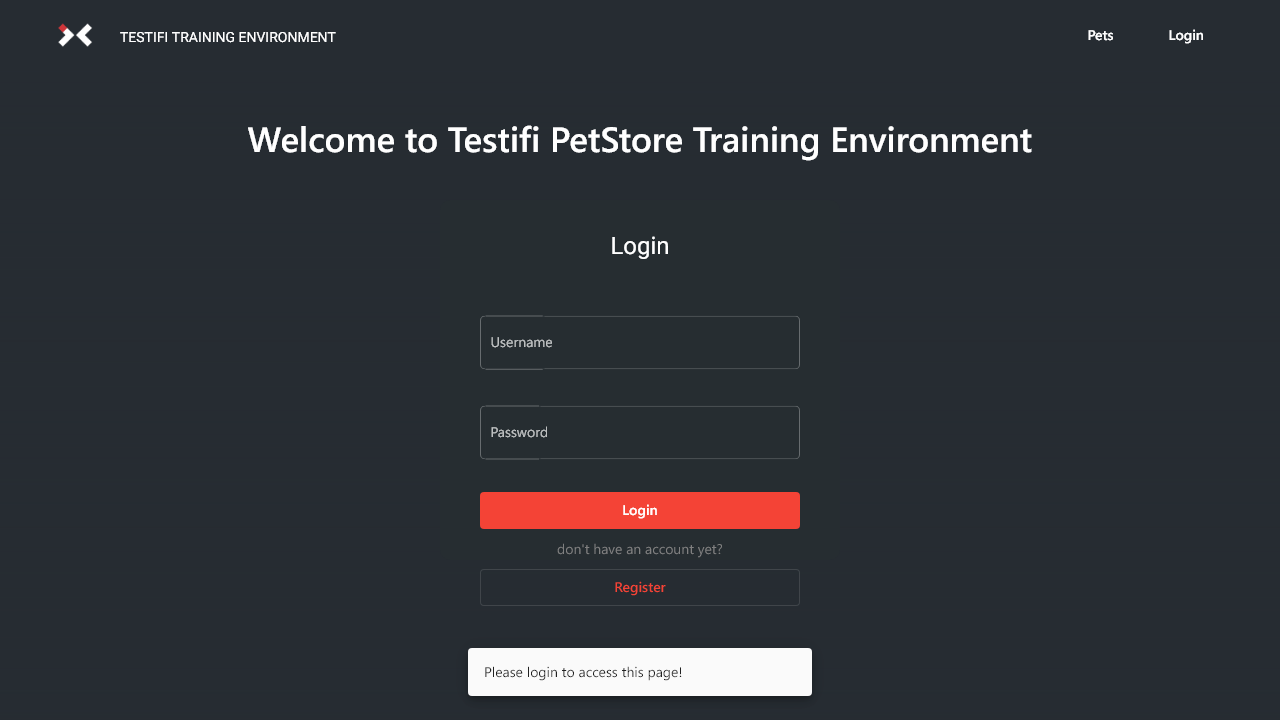 TESTIFI TRAINING ENVIRONMENT
Pets
Login
Welcome to Testifi PetStore Training Environment
Login
Username
Password
Login
don't have an account yet?
Register
Please login to access this page!